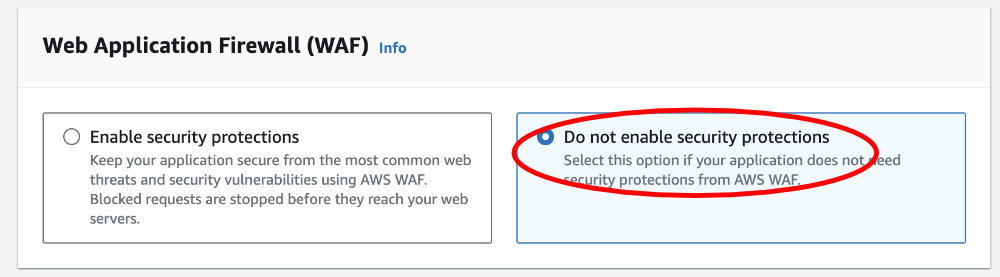 Web Application Firewall (WAF) Info
Enable security protections
Keep your application secure from the most common web
threats and security vulnerabilities using AWS WAF.
Blocked requests are stopped before they reach your web
servers.
Do not enable security protections
Select this option if your application does not need
security protections from AWS WAF.